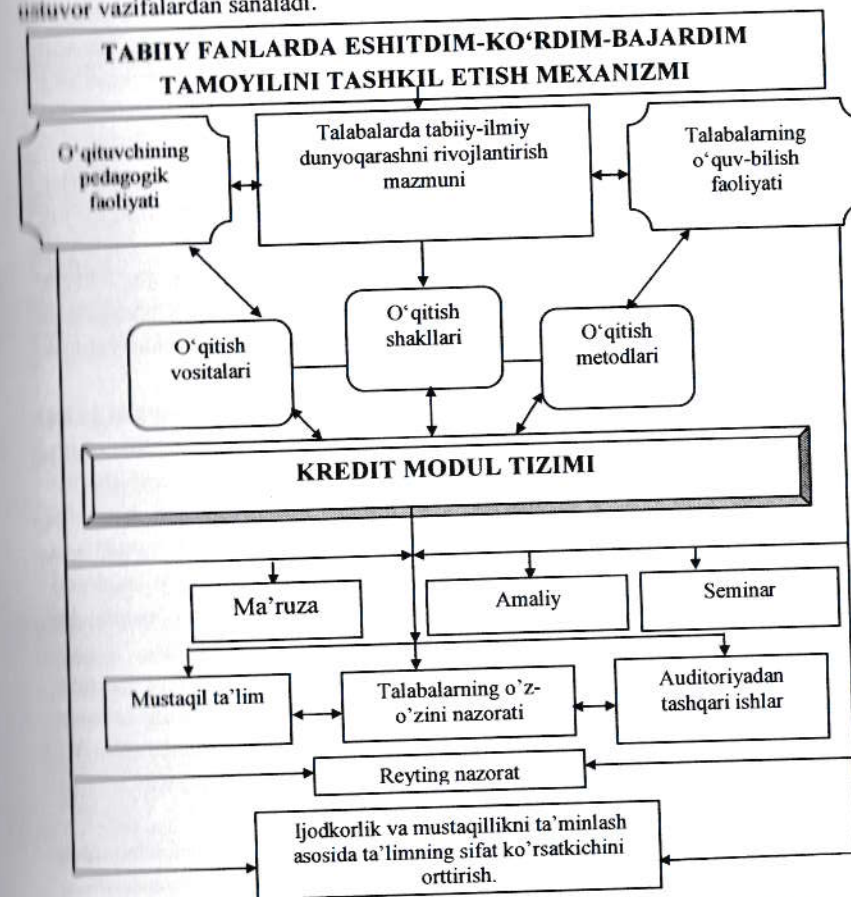 ustuvor vazifalardan sanaladi.
TABIIY FANLARDA ESHITDIM-KO‘RDIM-BAJARDIM
TAMOYILINI TASHKIL ETISH MEXANIZMI
O‘qituvchining
pedagogik
faoliyati
Talabalarda tabiiy-ilmiy
dunyoqarashni rivojlantirish
mazmuni
Talabalarning
o‘quv-bilish
faoliyati
O‘qitish
vositalari
O‘qitish
shakllari
O‘qitish
metodlari
KREDIT MODUL TIZIMI
Ma’ruza
Amaliy
Seminar
Mustaqil ta’lim
Talabalarning o’z-
o’zini nazorati
Auditoriyadan
tashqari ishlar
Reyting nazorat
Ijodkorlik va mustaqillikni ta’minlash
asosida ta’limning sifat ko’rsatkichini
orttirish.